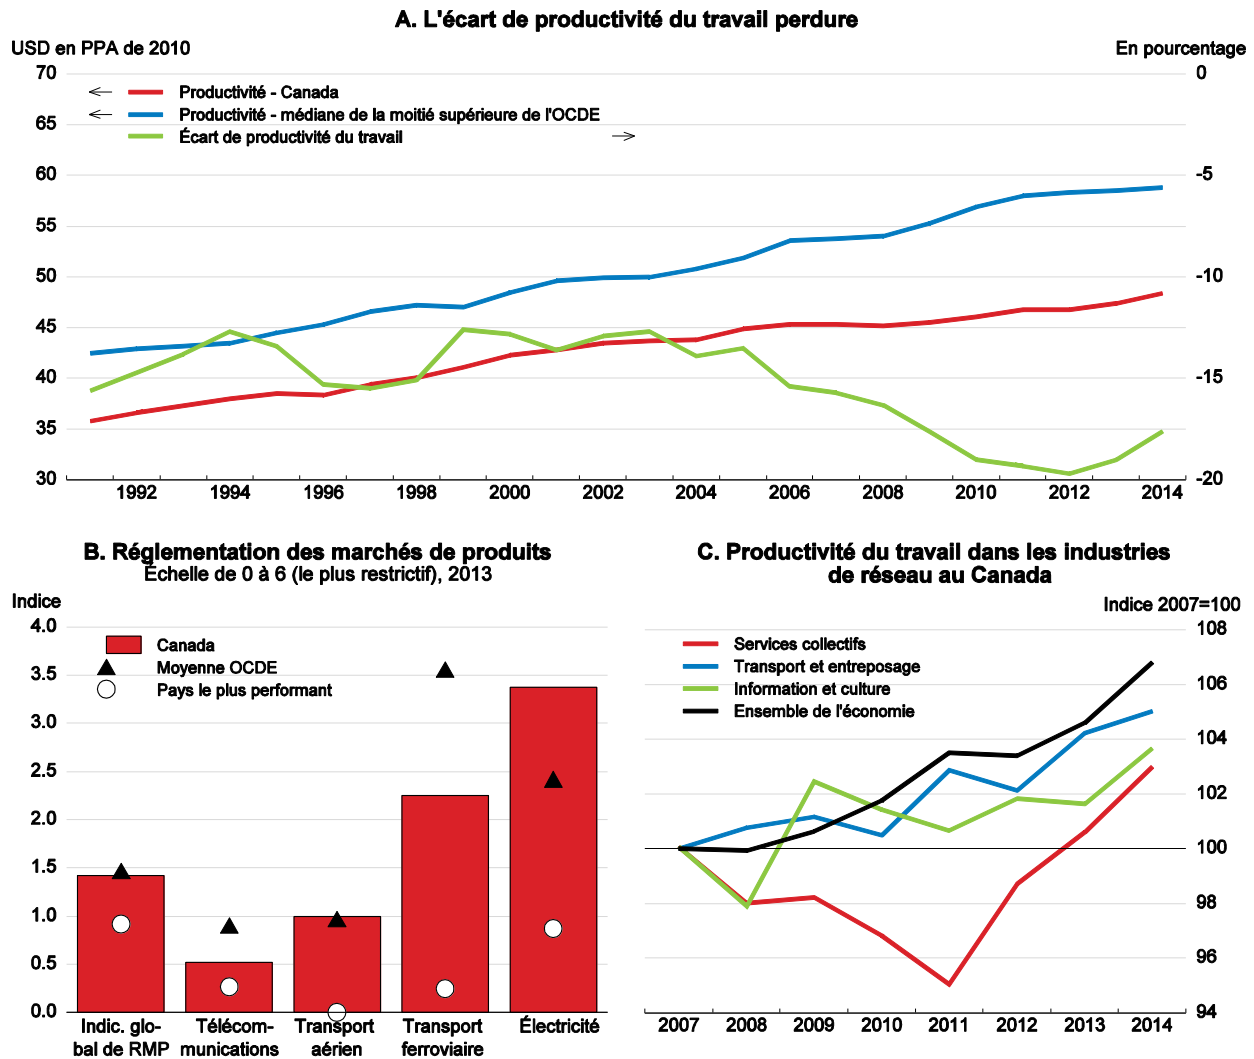 A. L'écart de productivité du travail perdure
USD en PPA de 2010
En pourcentage
70
65
60
55
50
45
40
35
30
0
-5
-10
-15
-20
Productivité - Canada
Productivité - médiane de la moitié supérieure de l'OCDE
Écart de productivité du travail
1992 1994 1996 1998 2000 2002 2004 2006 2008 2010 2012 2014
B. Réglementation des marchés de produits
Échelle de 0 à 6 (le plus restrictif), 2013
Indice
4.0
3.5
3.0
2.5
2.0
1.5
1.0
0.5
0.0
Canada
Moyenne OCDE
Pays le plus performant
Indic. glo-
bal de RMP
Télécom-
munications
Transport
aérien
Transport
ferroviaire
Électricité
C. Productivité du travail dans les industries
de réseau au Canada
Indice 2007=100
108
106
104
102
100
98
96
94
Services collectifs
Transport et entreposage
Information et culture
Ensemble de l'économie
2007 2008 2009 2010 2011 2012 2013 2014